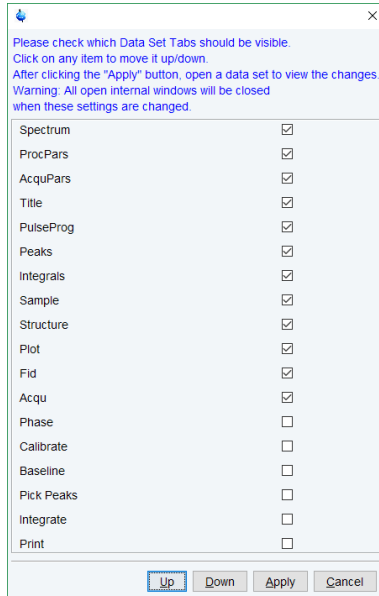 Please check which Data Set Tabs should be visible.
Click on any item to move it up/down.
After clicking the "Apply" button, open a data set to view the changes.
Warning: All open internal windows will be closed
when these settings are changed.
Spectrum
ProcPars
AcquPars
Title
PulseProg
Peaks
Integrals
Sample
Structure
Plot
Fid
Acqu
Phase
Calibrate
Baseline
Pick Peaks
Integrate
Print
Up Down Apply Cancel